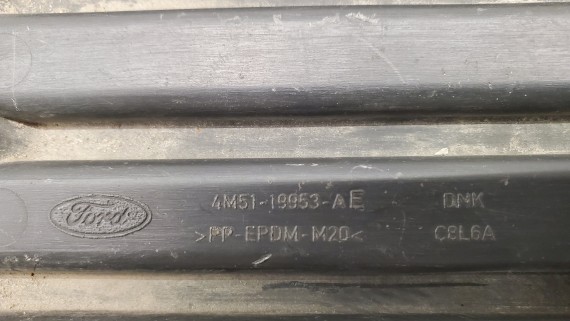 Ford
4M51-19953-AE DNK
>PP-EPDM-M20< C8L6A